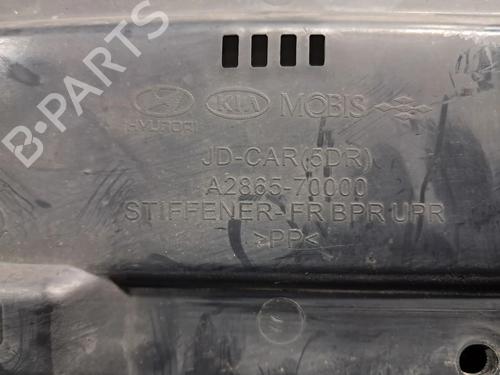 B-PARTS
HYUNDAI KIA MOBIS
JD-CAR(5DR)
A2865-70000
STIFFENER-FR BPR UPR
>PP<